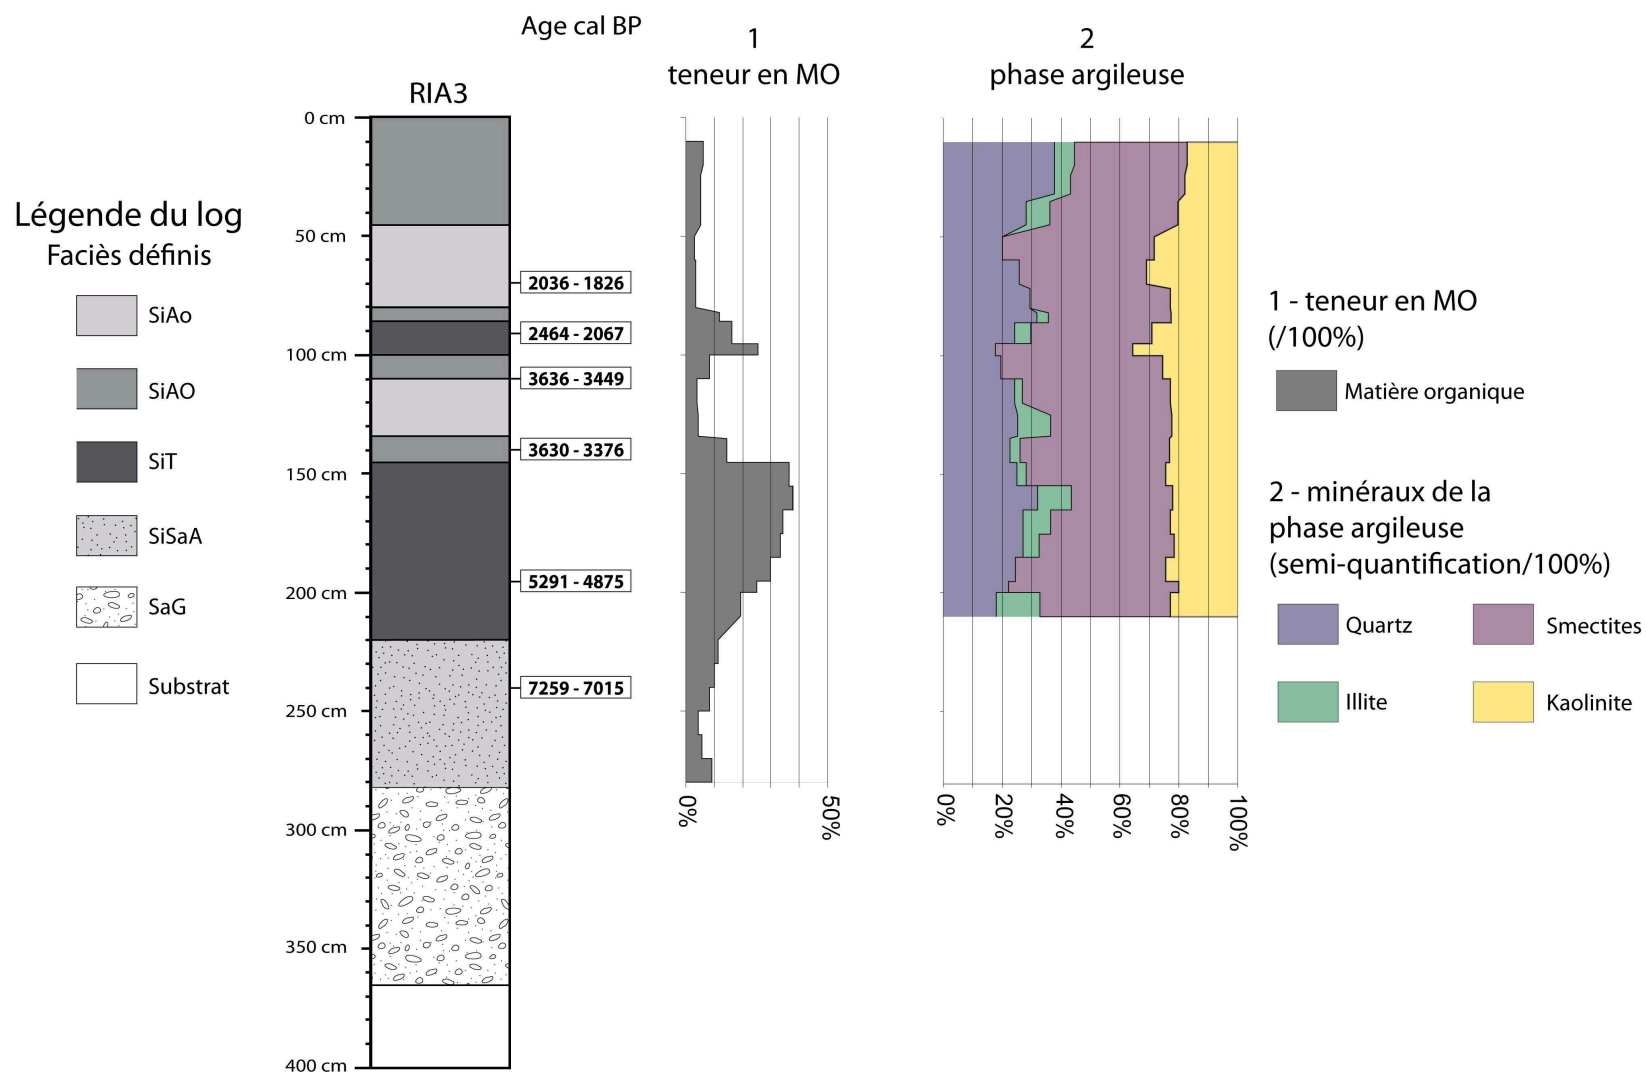 Age cal BP
1
teneur en MO
2
phase argileuse
RIA3
0 cm
50 cm
100 cm
150 cm
200 cm
250 cm
300 cm
350 cm
400 cm
Légende du log
Faciès définis
SiAo
SiAO
SiT
SiSaA
SaG
Substrat
2036 - 1826
2464 - 2067
3636 - 3449
3630 - 3376
5291 - 4875
7259 - 7015
0%
50%
0%
20%
40%
60%
80%
100%
1 - teneur en MO
(/100%)
Matière organique
2 - minéraux de la
phase argileuse
(semi-quantification/100%)
Quartz
Smectites
Illite
Kaolinite